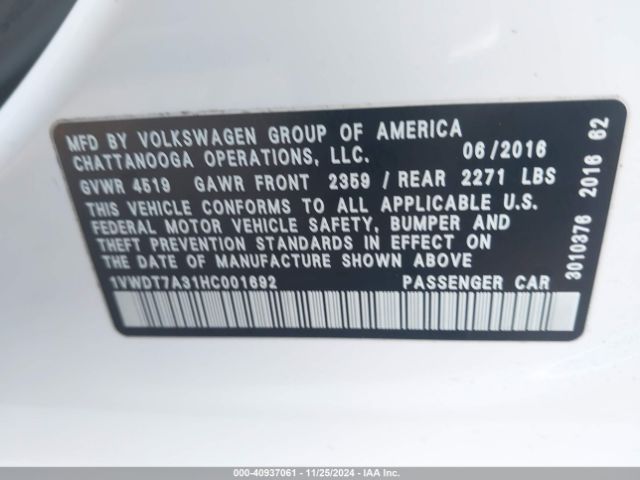 MFD BY VOLKSWAGEN GROUP OF AMERICA
CHATTANOOGA OPERATIONS, LLC. 06/2016
GVWR 4519 GAWR FRONT 2359 / REAR 2271 LBS
THIS VEHICLE CONFORMS TO ALL APPLICABLE U.S.
FEDERAL MOTOR VEHICLE SAFETY, BUMPER AND
THEFT PREVENTION STANDARDS IN EFFECT ON
THE DATE OF MANUFACTURE SHOWN ABOVE
1VWDT7A31HC001692 PASSENGER CAR
3010376 2016 62
000-40937061 - 11/25/2024 - IAAI.COM